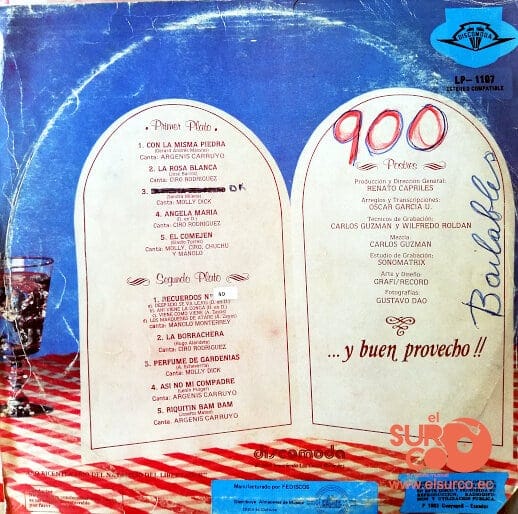 DISCOMODA
LP-1107
ESTEREO COMPATIBLE
• Primer Plato •
1. CON LA MISMA PIEDRA
Canta: ARGENIS CARRUYO
2. LA ROSA BLANCA
Canta: CIRO RODRIGUEZ
3. OK
Canta: MOLLY DICK
4. ANGELA MARIA
(D. en D.)
Canta: CIRO RODRIGUEZ
5. EL COMEJEN
Canta: MOLLY, CIRO, CHUCHU
Y MANOLO
Segundo Plato
1. RECUERDOS Nº 40
canta: MANOLO MONTERREY
2. LA BORRACHERA
Canta: CIRO RODRIGUEZ
3. PERFUME DE GARDENIAS
Canta: MOLLY DICK
4. ASI NO MI COMPADRE
Canta: ARGENIS CARRUYO
5. RIQUITIN BAM BAM
Canta: ARGENIS CARRUYO
900
Postres
Producción y Dirección General:
RENATO CAPRILES
Arreglos y Transcripciones:
OSCAR GARCIA U.
Técnicos de Grabación:
CARLOS GUZMAN y WILFREDO ROLDAN
Mezcla:
CARLOS GUZMAN
Estudio de Grabación:
SONOMATRIX
Arte y Diseño:
GRAFI/RECORD
Fotografías:
GUSTAVO DAO
...y buen provecho!!
Bailables
discomoda
Manufacturado por FEDISCOS
el
SURCO
www.elsurco.ec